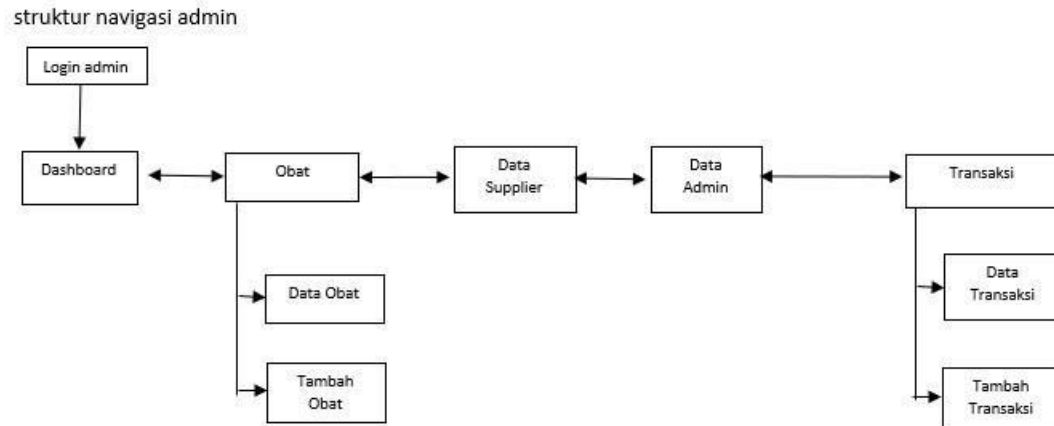 struktur navigasi admin
Login admin
Dashboard
Obat
Data
Supplier
Data
Admin
Transaksi
Data Obat
Data
Transaksi
Tambah
Obat
Tambah
Transaksi